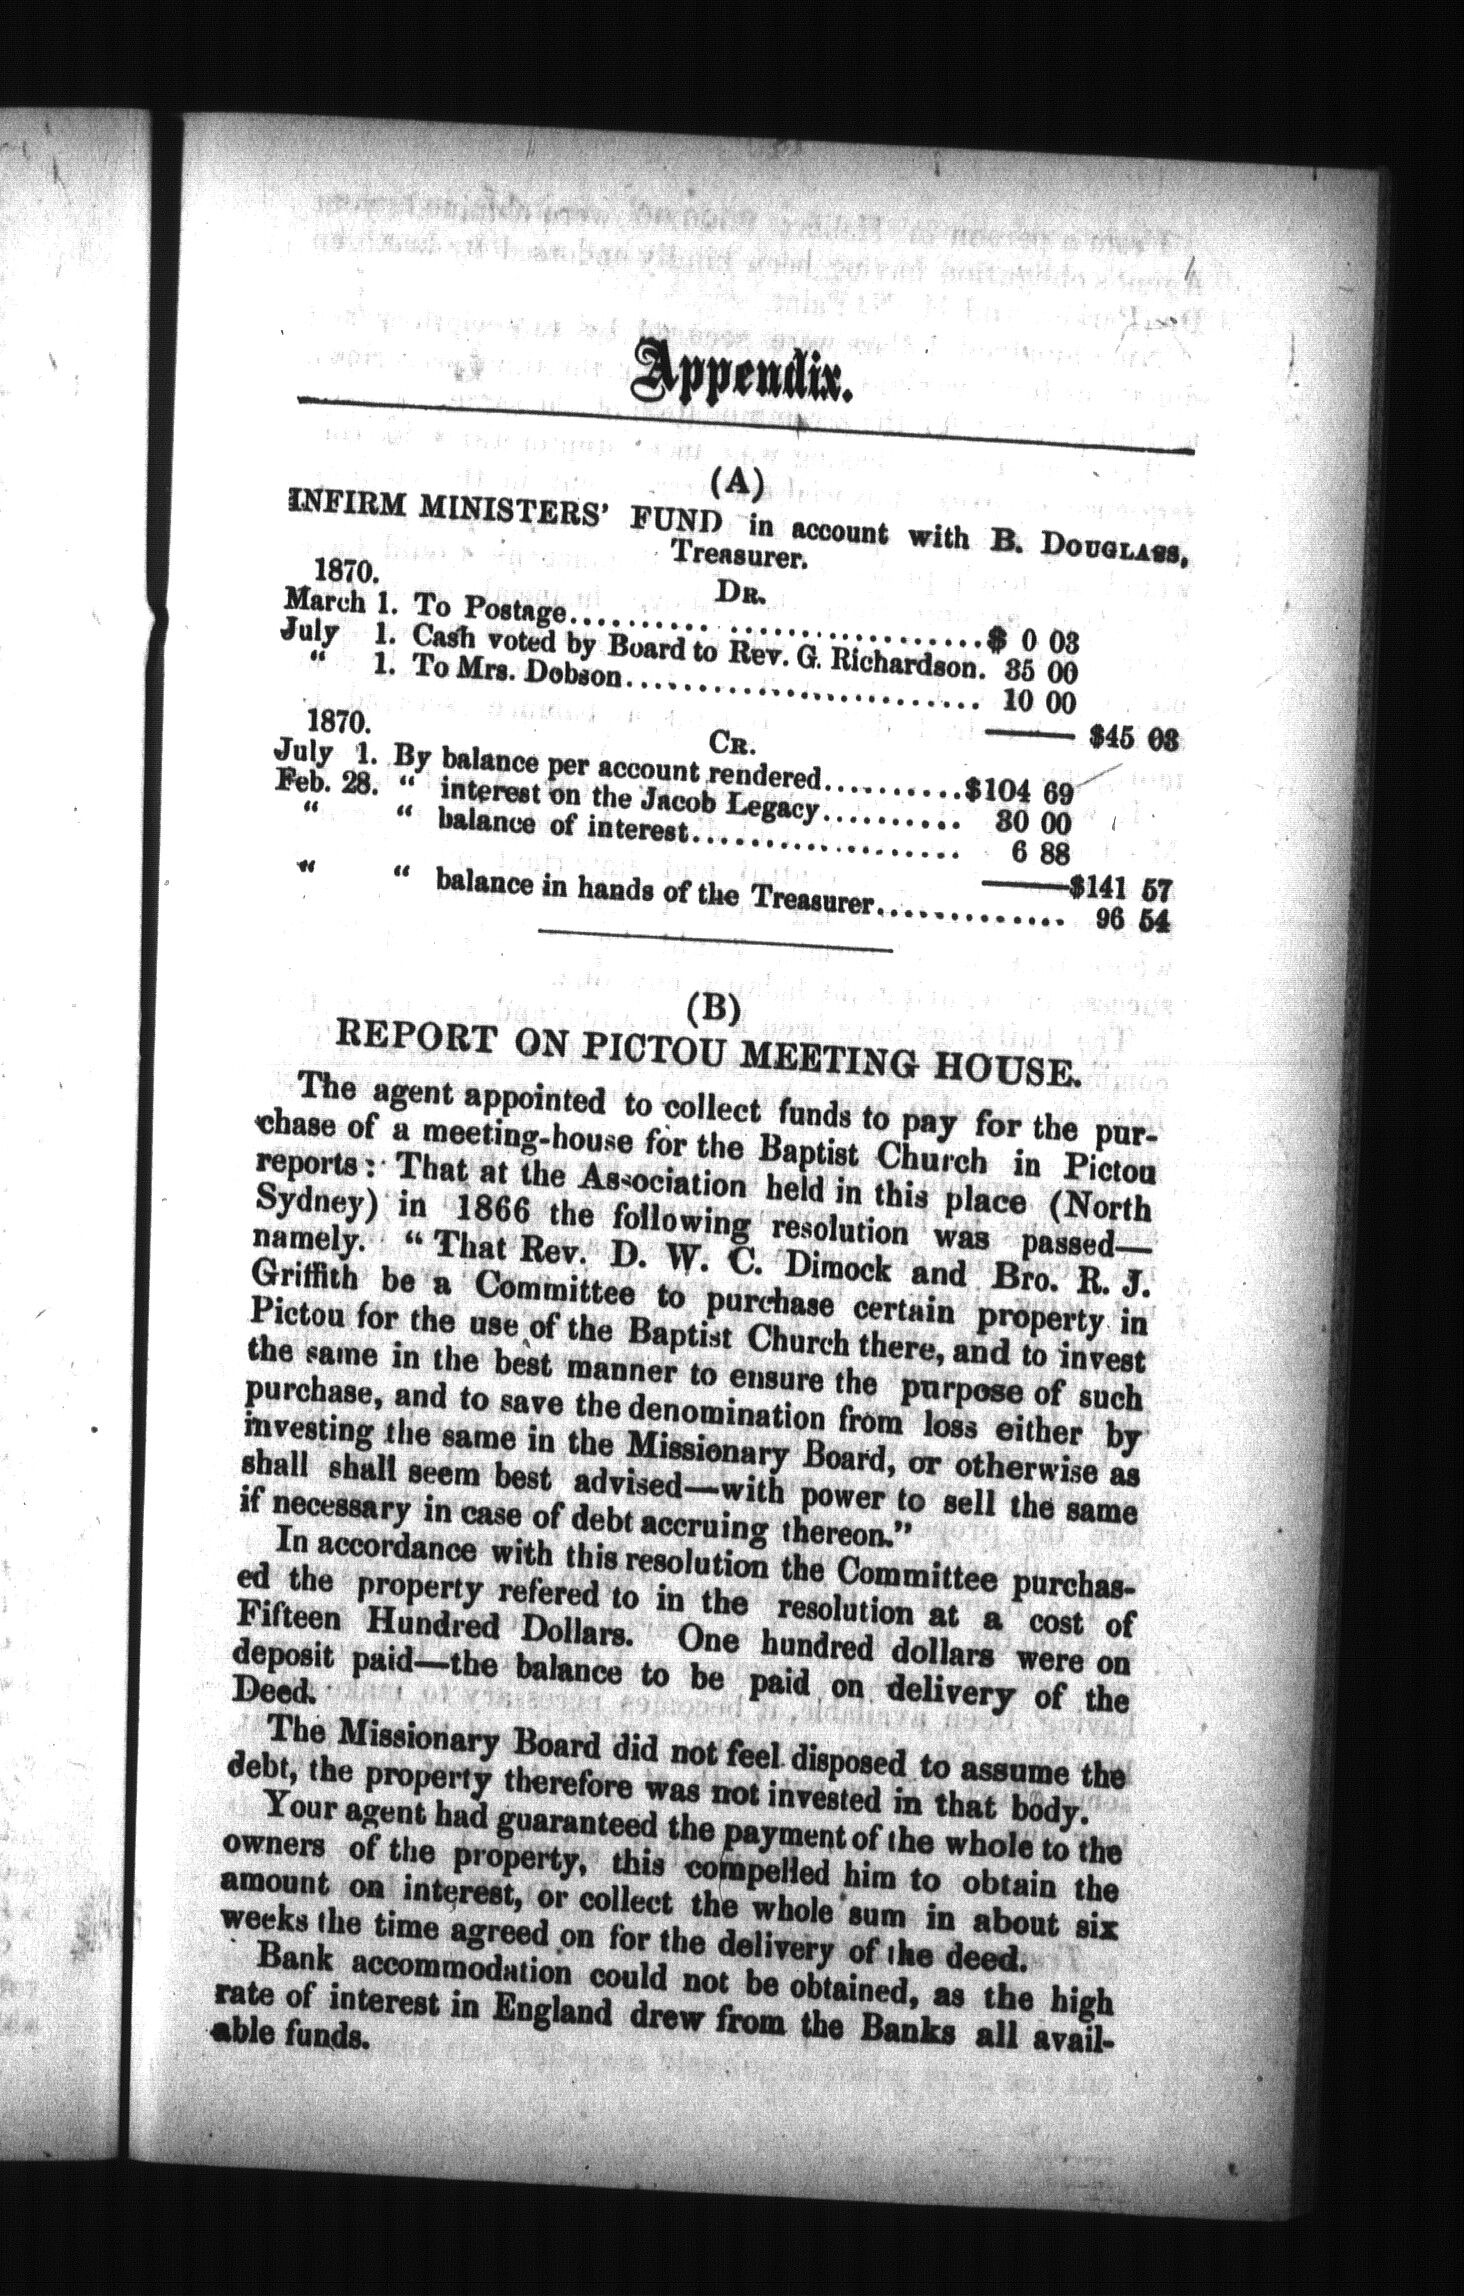 Appendix.
(A)
INFIRM MINISTERS' FUND in account with B. DOUGLASS,
Treasurer.
1870. DR.
March 1. To Postage........................$ 0 03
July 1. Cash voted by Board to Rev. G. Richardson. 35 00
“ 1. To Mrs. Dobson........................ 10 00
$45 03
1870. CR.
July 1. By balance per account rendered..........$104 69
Feb. 28. “ interest on the Jacob Legacy.......... 30 00
“ “ balance of interest................... 6 88
$141 57
“ “ balance in hands of the Treasurer............. 96 54
(B)
REPORT ON PICTOU MEETING HOUSE.
The agent appointed to collect funds to pay for the pur-
chase of a meeting-house for the Baptist Church in Pictou
reports: That at the Association held in this place (North
Sydney) in 1866 the following resolution was passed—
namely. “That Rev. D. W. C. Dimock and Bro. R. J.
Griffith be a Committee to purchase certain property in
Pictou for the use of the Baptist Church there, and to invest
the same in the best manner to ensure the purpose of such
purchase, and to save the denomination from loss either by
investing the same in the Missionary Board, or otherwise as
shall shall seem best advised—with power to sell the same
if necessary in case of debt accruing thereon.”
In accordance with this resolution the Committee purchas-
ed the property refered to in the resolution at a cost of
Fifteen Hundred Dollars. One hundred dollars were on
deposit paid—the balance to be paid on delivery of the
Deed.
The Missionary Board did not feel disposed to assume the
debt, the property therefore was not invested in that body.
Your agent had guaranteed the payment of the whole to the
owners of the property, this compelled him to obtain the
amount on interest, or collect the whole sum in about six
weeks the time agreed on for the delivery of the deed.
Bank accommodation could not be obtained, as the high
rate of interest in England drew from the Banks all avail-
able funds.